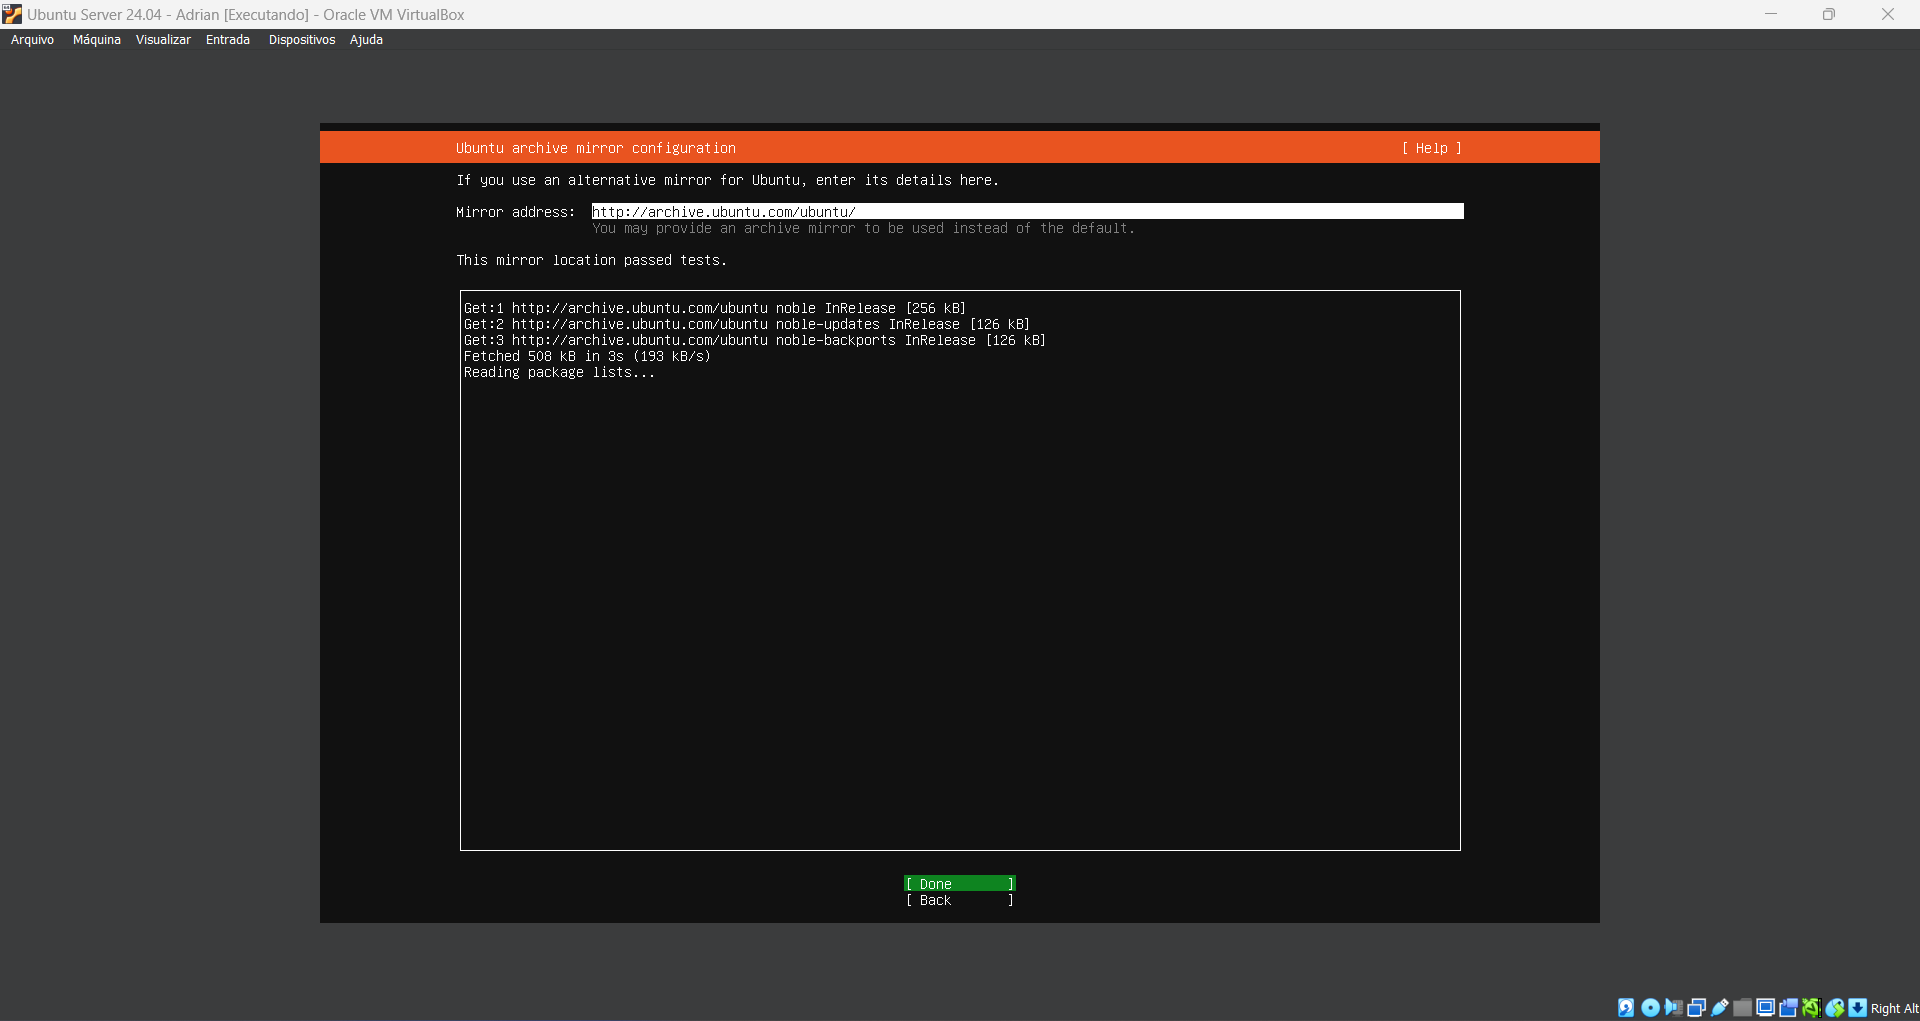 Ubuntu Server 24.04 - Adrian [Executando] - Oracle VM VirtualBox
Arquivo Máquina Visualizar Entrada Dispositivos Ajuda
Ubuntu archive mirror configuration [ Help ]
If you use an alternative mirror for Ubuntu, enter its details here.
Mirror address: http://archive.ubuntu.com/ubuntu/
You may provide an archive mirror to be used instead of the default.
This mirror location passed tests.
Get:1 http://archive.ubuntu.com/ubuntu noble InRelease [256 kB]
Get:2 http://archive.ubuntu.com/ubuntu noble-updates InRelease [126 kB]
Get:3 http://archive.ubuntu.com/ubuntu noble-backports InRelease [126 kB]
Fetched 508 kB in 3s (193 kB/s)
Reading package lists...
[ Done ]
[ Back ]
Right Alt